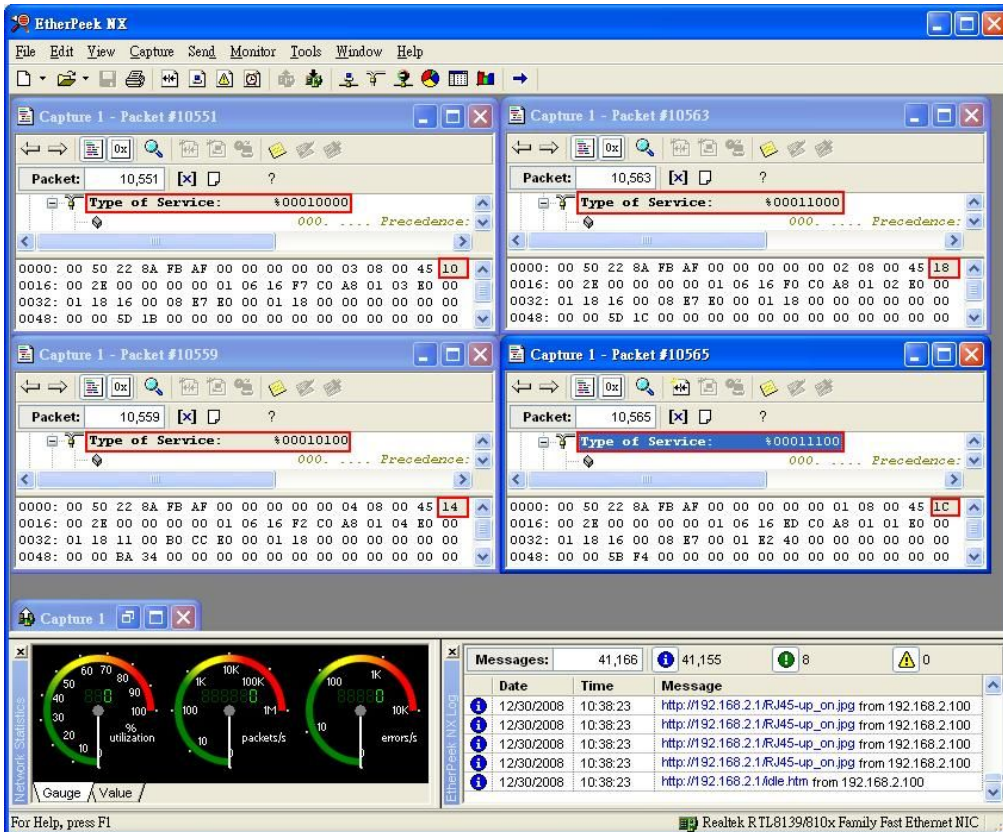 EtherPeek NX
File Edit View Capture Send Monitor Tools Window Help
Capture 1 - Packet #10551
Packet: 10,551 [×] ?
Type of Service: %00010000
000. .... Precedence:
0000: 00 50 22 8A FB AF 00 00 00 00 00 03 08 00 45 10
0016: 00 2E 00 00 00 00 01 06 16 F7 C0 A8 01 03 E0 00
0032: 01 18 16 00 08 E7 E0 00 01 18 00 00 00 00 00 00
0048: 00 00 5D 1B 00 00 00 00 00 00 00 00 00 00 00 00
Capture 1 - Packet #10563
Packet: 10,563 [×] ?
Type of Service: %00011000
000. .... Precedence:
0000: 00 50 22 8A FB AF 00 00 00 00 00 02 08 00 45 18
0016: 00 2E 00 00 00 00 01 06 16 F0 C0 A8 01 02 E0 00
0032: 01 18 16 00 08 E7 E0 00 01 18 00 00 00 00 00 00
0048: 00 00 5D 1C 00 00 00 00 00 00 00 00 00 00 00 00
Capture 1 - Packet #10559
Packet: 10,559 [×] ?
Type of Service: %00010100
000. .... Precedence:
0000: 00 50 22 8A FB AF 00 00 00 00 00 04 08 00 45 14
0016: 00 2E 00 00 00 00 01 06 16 F2 C0 A8 01 04 E0 00
0032: 01 18 11 00 B0 CC E0 00 01 18 00 00 00 00 00 00
0048: 00 00 BA 34 00 00 00 00 00 00 00 00 00 00 00 00
Capture 1 - Packet #10565
Packet: 10,565 [×] ?
Type of Service: %00011100
000. .... Precedence:
0000: 00 50 22 8A FB AF 00 00 00 00 00 01 08 00 45 1C
0016: 00 2E 00 00 00 00 01 06 16 ED C0 A8 01 01 E0 00
0032: 01 18 16 00 08 E7 00 01 E2 40 00 00 00 00 00 00
0048: 00 00 5B F4 00 00 00 00 00 00 00 00 00 00 00 00
Capture 1
Network Statistics
10 20 30 40 50 60 70 80 90 100
0
% utilization
10 100 1K 10K 100K 1M
0
packets/s
10 100 1K 10K
0
errors/s
Gauge Value
EtherPeek NX Log
Messages: 41,166 41,155 8 0
Date Time Message
12/30/2008 10:38:23 http://192.168.2.1/RJ45-up_on.jpg from 192.168.2.100
12/30/2008 10:38:23 http://192.168.2.1/RJ45-up_on.jpg from 192.168.2.100
12/30/2008 10:38:23 http://192.168.2.1/RJ45-up_on.jpg from 192.168.2.100
12/30/2008 10:38:23 http://192.168.2.1/RJ45-up_on.jpg from 192.168.2.100
12/30/2008 10:38:23 http://192.168.2.1/idle.htm from 192.168.2.100
For Help, press F1
Realtek RTL8139/810x Family Fast Ethernet NIC